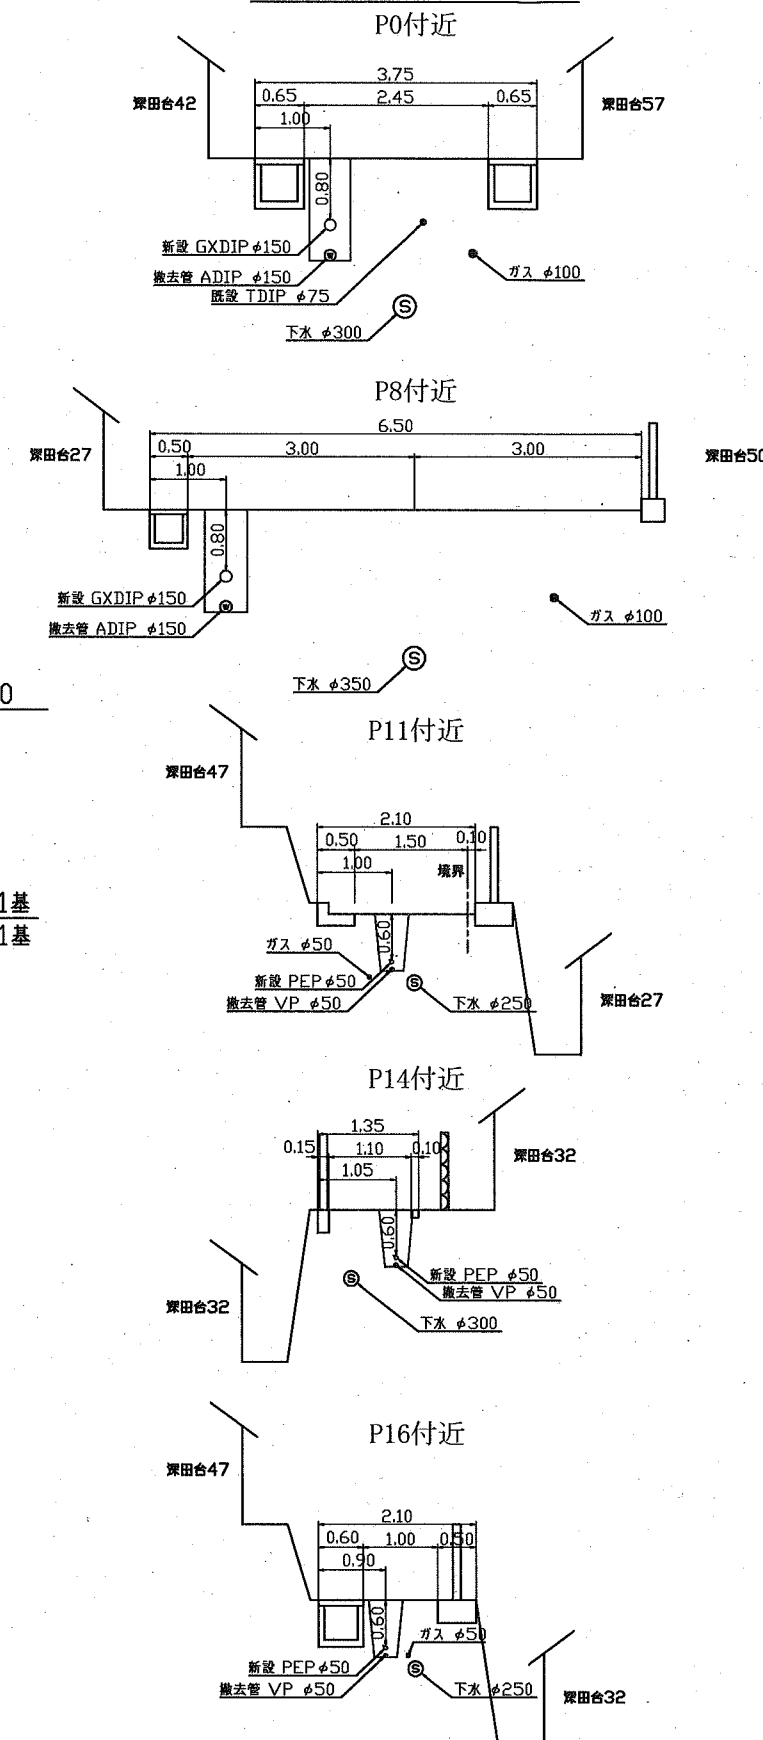 P0付近
3.75
深田台42
0.65
2.45
0.65
深田台57
1.00
0.80
新設 GXDIP φ150
撤去管 ADIP φ150
W
ガス φ100
既設 TDIP φ75
S
下水 φ300
P8付近
6.50
深田台27
0.50
3.00
3.00
深田台50
1.00
0.80
新設 GXDIP φ150
W
撤去管 ADIP φ150
ガス φ100
S
下水 φ350
0
P11付近
深田台47
2.10
0.50
1.50
0.10
1.00
境界
1基
1基
0.60
ガス φ50
新設 PEP φ50
S
撤去管 VP φ50
下水 φ250
深田台27
P14付近
1.35
0.15
1.10
0.10
深田台32
1.05
0.60
新設 PEP φ50
S
撤去管 VP φ50
深田台32
下水 φ300
P16付近
深田台47
2.10
0.60
1.00
0.50
0.90
0.60
ガス φ50
新設 PEP φ50
S
撤去管 VP φ50
下水 φ250
深田台32